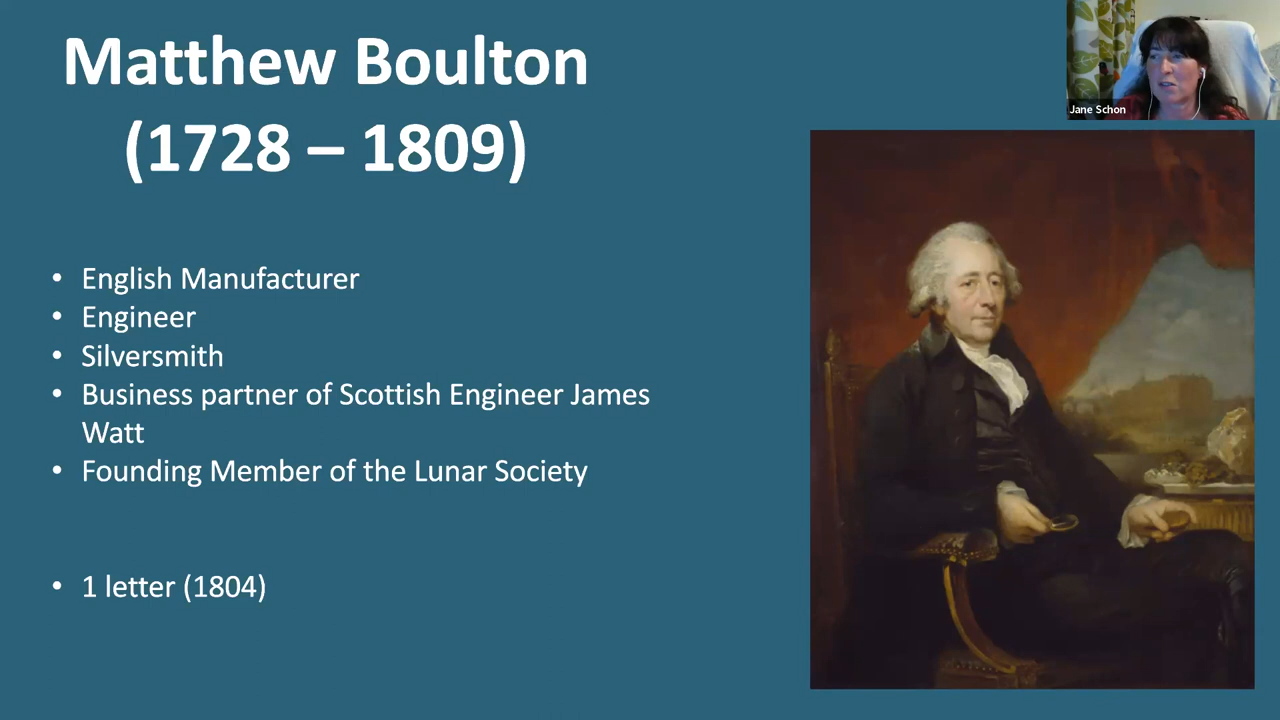 Matthew Boulton
(1728 – 1809)
Jane Schon
• English Manufacturer
• Engineer
• Silversmith
• Business partner of Scottish Engineer James
Watt
• Founding Member of the Lunar Society
• 1 letter (1804)